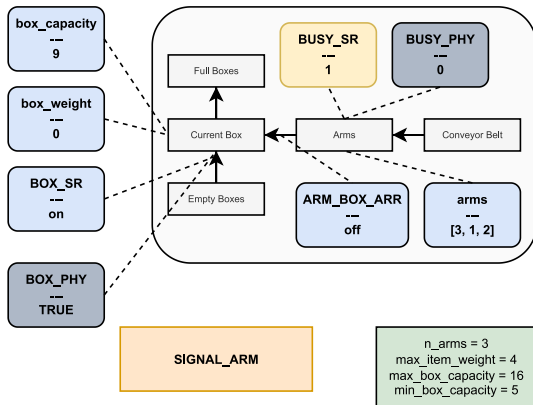 box_capacity
---
9
BUSY_SR
---
1
BUSY_PHY
---
0
Full Boxes
box_weight
---
0
Current Box
Arms
Conveyor Belt
BOX_SR
---
on
Empty Boxes
ARM_BOX_ARR
---
off
arms
---
[3, 1, 2]
BOX_PHY
---
TRUE
SIGNAL_ARM
n_arms = 3
max_item_weight = 4
max_box_capacity = 16
min_box_capacity = 5